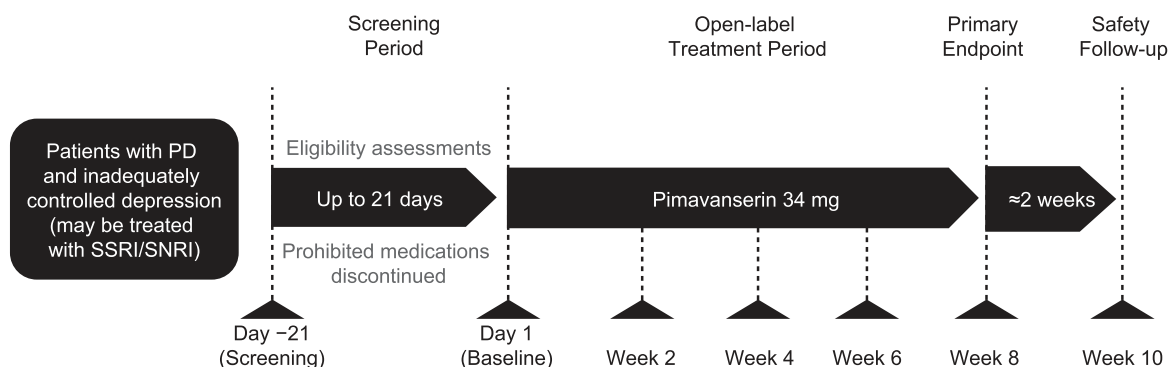 Screening
Period
Open-label
Treatment Period
Primary
Endpoint
Safety
Follow-up
Patients with PD
and inadequately
controlled depression
(may be treated
with SSRI/SNRI)
Eligibility assessments
Up to 21 days
Prohibited medications
discontinued
Pimavanserin 34 mg
≈2 weeks
Day −21
(Screening)
Day 1
(Baseline)
Week 2
Week 4
Week 6
Week 8
Week 10